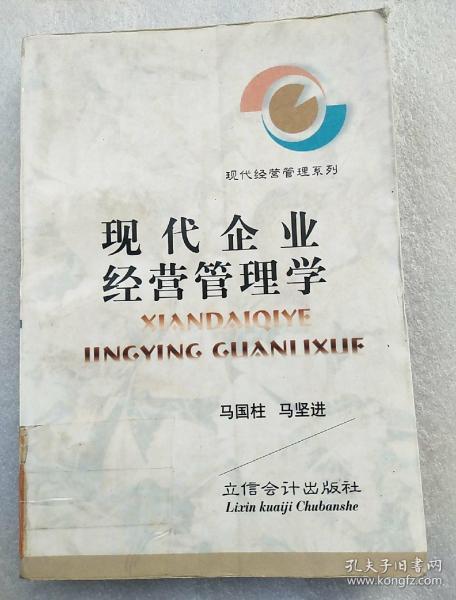 现代经营管理系列
现代企业
经营管理学
XIANDAIQIYE
JINGYING GUANLIXUE
马国柱 马坚进
立信会计出版社
Lixin kuaiji Chubanshe
孔夫子旧书网
www.kongfz.com